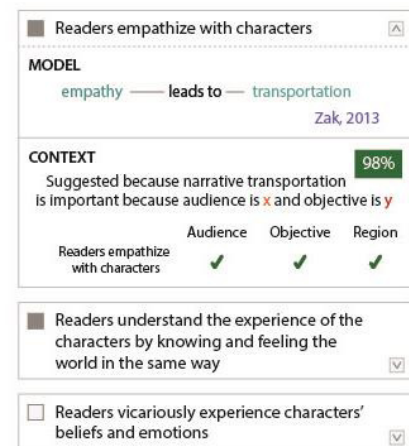 Readers empathize with characters
MODEL
empathy leads to transportation
Zak, 2013
CONTEXT
98%
Suggested because narrative transportation
is important because audience is x and objective is y
Audience Objective Region
Readers empathize
with characters ✔ ✔ ✔
Readers understand the experience of the
characters by knowing and feeling the
world in the same way
Readers vicariously experience characters'
beliefs and emotions